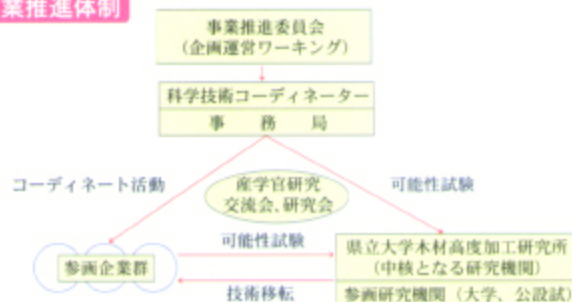 業推進体制
事業推進委員会
(企画運営ワーキング)
科学技術コーディネーター
事務局
コーディネート活動
産学官研究
交流会、研究会
可能性試験
可能性試験
参画企業群
技術移転
県立大学木材高度加工研究所
(中核となる研究機関)
参画研究機関(大学、公設試)